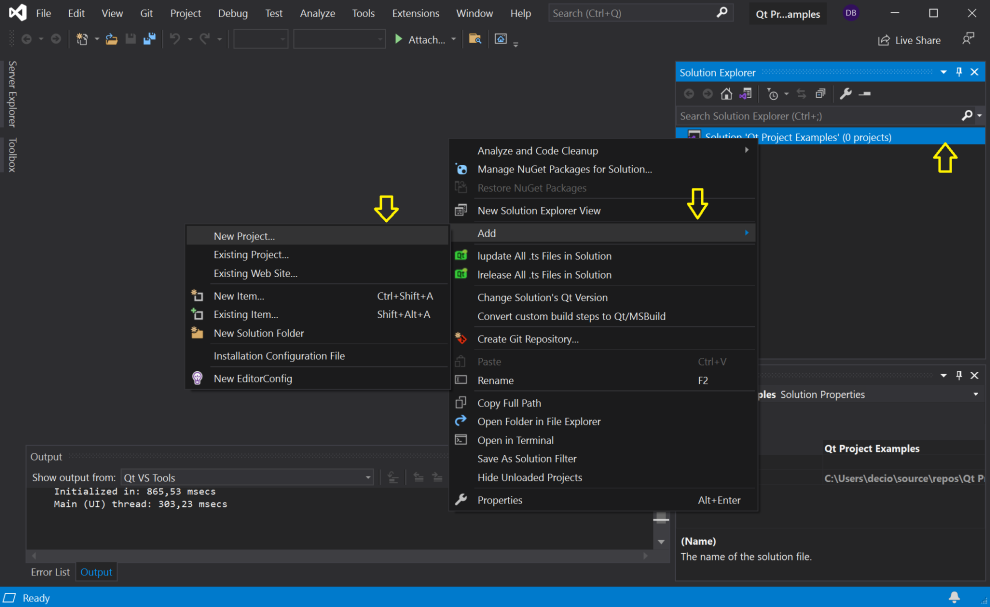 File Edit View Git Project Debug Test Analyze Tools Extensions Window Help Search (Ctrl+Q) Qt Pr...amples DB
Attach... Live Share
Server Explorer
Toolbox
Solution Explorer
Search Solution Explorer (Ctrl+;)
Solution 'Qt Project Examples' (0 projects)
Analyze and Code Cleanup
Manage NuGet Packages for Solution...
Restore NuGet Packages
New Solution Explorer View
Add
lupdate All .ts Files in Solution
lrelease All .ts Files in Solution
Change Solution's Qt Version
Convert custom build steps to Qt/MSBuild
Create Git Repository...
Paste Ctrl+V
Rename F2
Copy Full Path
Open Folder in File Explorer
Open in Terminal
Save As Solution Filter
Hide Unloaded Projects
Properties Alt+Enter
New Project...
Existing Project...
Existing Web Site...
New Item... Ctrl+Shift+A
Existing Item... Shift+Alt+A
New Solution Folder
Installation Configuration File
New EditorConfig
ples Solution Properties
Qt Project Examples
C:\Users\decio\source\repos\Qt P
(Name)
The name of the solution file.
Output
Show output from: Qt VS Tools
Initialized in: 865,53 msecs
Main (UI) thread: 303,23 msecs
Error List Output
Ready